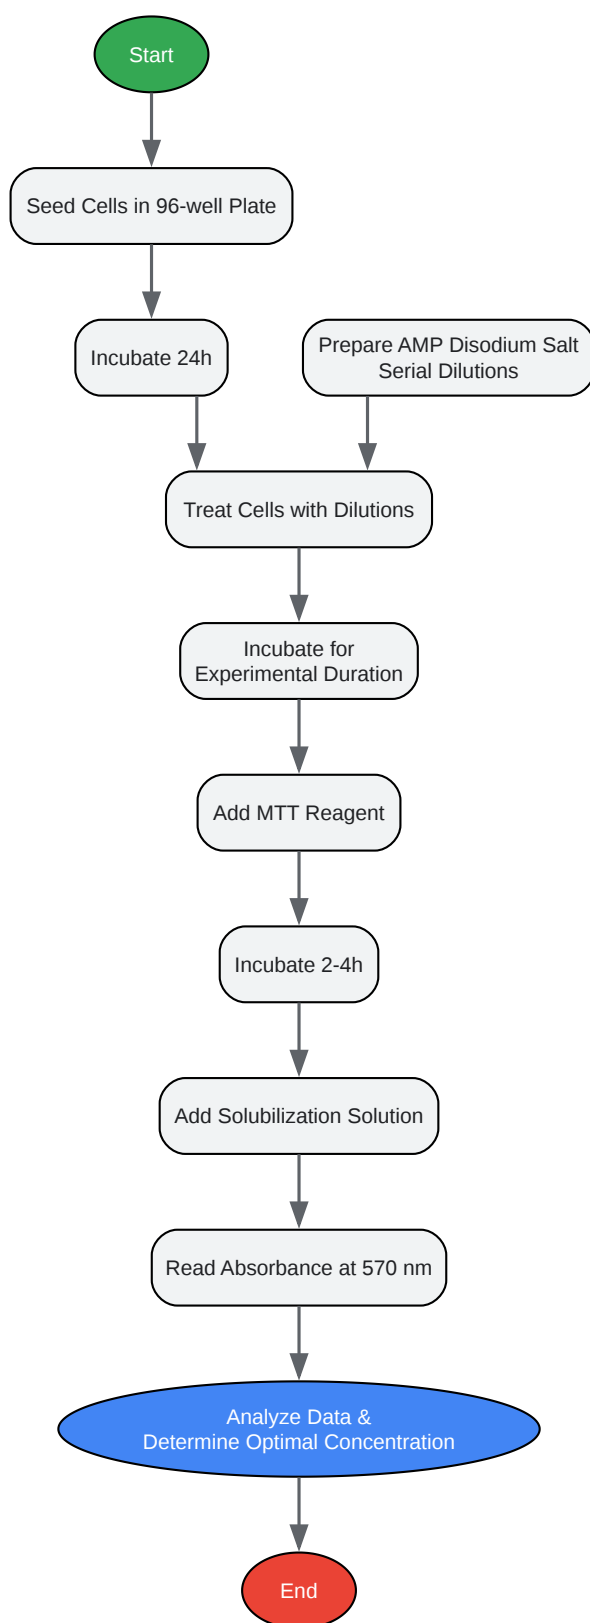 Start
Seed Cells in 96-well Plate
Incubate 24h
Prepare AMP Disodium Salt
Serial Dilutions
Treat Cells with Dilutions
Incubate for
Experimental Duration
Add MTT Reagent
Incubate 2-4h
Add Solubilization Solution
Read Absorbance at 570 nm
Analyze Data &
Determine Optimal Concentration
End